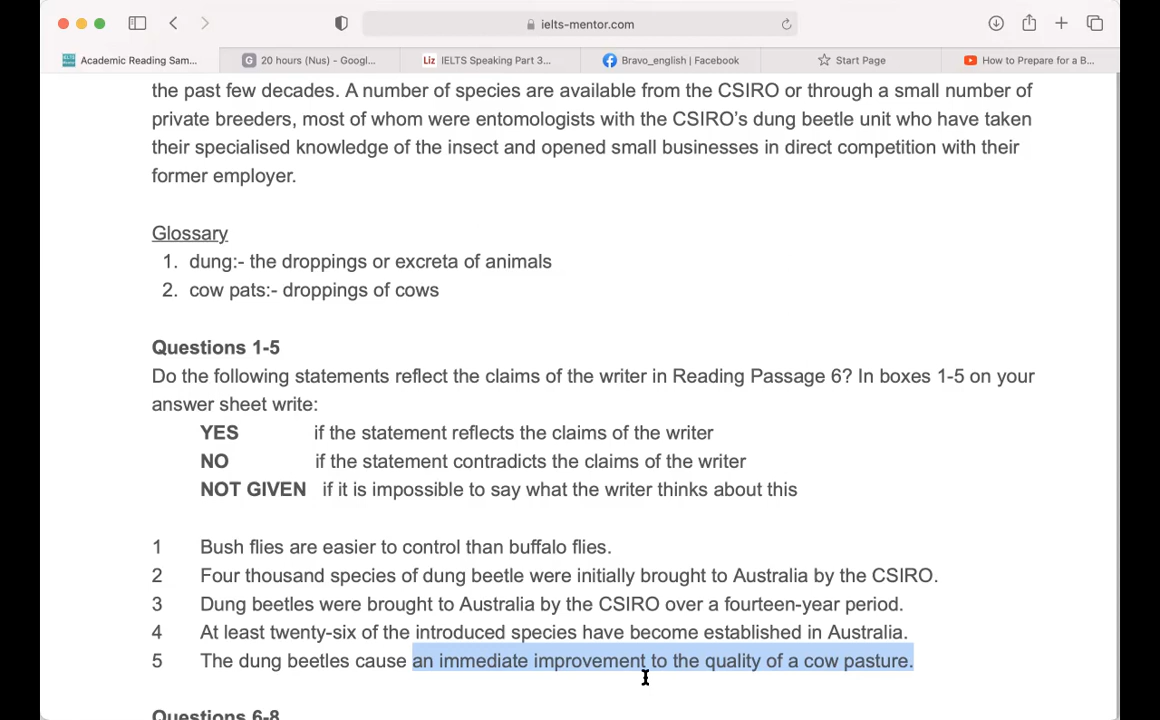 ielts-mentor.com
Academic Reading Sam...
G 20 hours (Nus) - Googl...
Liz IELTS Speaking Part 3...
Bravo_english | Facebook
Start Page
How to Prepare for a B...
the past few decades. A number of species are available from the CSIRO or through a small number of
private breeders, most of whom were entomologists with the CSIRO’s dung beetle unit who have taken
their specialised knowledge of the insect and opened small businesses in direct competition with their
former employer.
Glossary
1. dung:- the droppings or excreta of animals
2. cow pats:- droppings of cows
Questions 1-5
Do the following statements reflect the claims of the writer in Reading Passage 6? In boxes 1-5 on your
answer sheet write:
YES if the statement reflects the claims of the writer
NO if the statement contradicts the claims of the writer
NOT GIVEN if it is impossible to say what the writer thinks about this
1 Bush flies are easier to control than buffalo flies.
2 Four thousand species of dung beetle were initially brought to Australia by the CSIRO.
3 Dung beetles were brought to Australia by the CSIRO over a fourteen-year period.
4 At least twenty-six of the introduced species have become established in Australia.
5 The dung beetles cause an immediate improvement to the quality of a cow pasture.
Questions 6-8